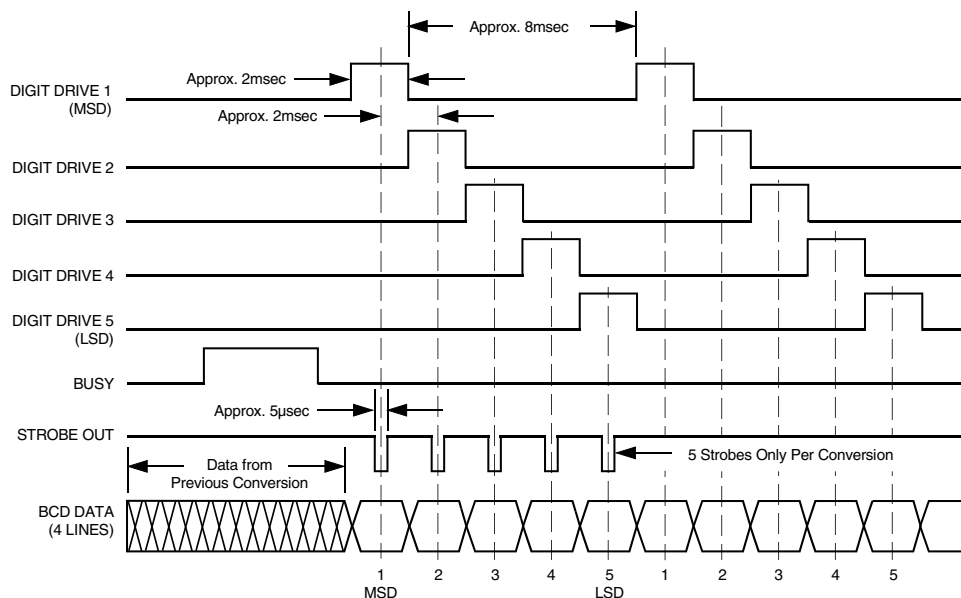 Approx. 8msec
Approx. 2msec
DIGIT DRIVE 1
(MSD)
Approx. 2msec
DIGIT DRIVE 2
DIGIT DRIVE 3
DIGIT DRIVE 4
DIGIT DRIVE 5
(LSD)
BUSY
Approx. 5μsec
STROBE OUT
5 Strobes Only Per Conversion
Data from
Previous Conversion
BCD DATA
(4 LINES)
1 2 3 4 5 1 2 3 4 5
MSD LSD